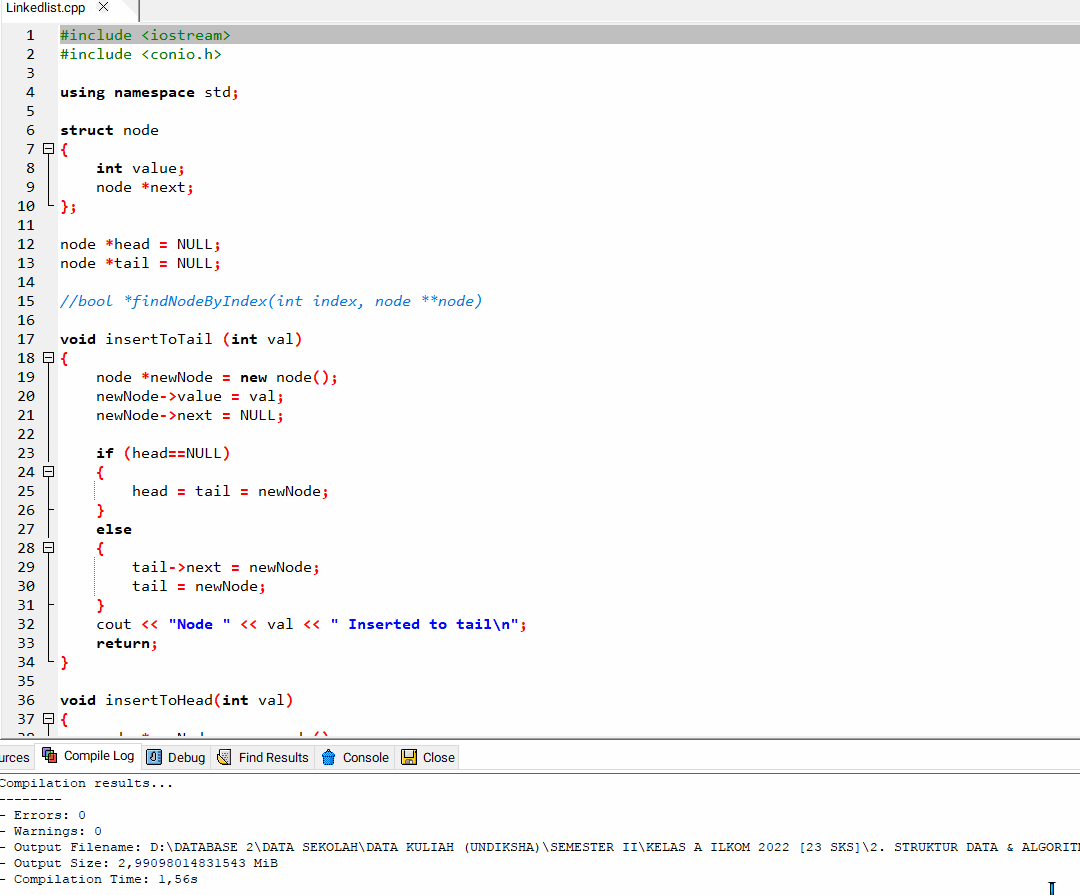 Linkedlist.cpp
1 #include <iostream>
2 #include <conio.h>
3
4 using namespace std;
5
6 struct node
7 {
8 int value;
9 node *next;
10 };
11
12 node *head = NULL;
13 node *tail = NULL;
14
15 //bool *findNodeByIndex(int index, node **node)
16
17 void insertToTail (int val)
18 {
19 node *newNode = new node();
20 newNode->value = val;
21 newNode->next = NULL;
22
23 if (head==NULL)
24 {
25 head = tail = newNode;
26 }
27 else
28 {
29 tail->next = newNode;
30 tail = newNode;
31 }
32 cout << "Node " << val << " Inserted to tail\n";
33 return;
34 }
35
36 void insertToHead(int val)
37 {
urces Compile Log Debug Find Results Console Close
Compilation results...
--------
- Errors: 0
- Warnings: 0
- Output Filename: D:\DATABASE 2\DATA SEKOLAH\DATA KULIAH (UNDIKSHA)\SEMESTER II\KELAS A ILKOM 2022 [23 SKS]\2. STRUKTUR DATA & ALGORIT
- Output Size: 2,99098014831543 MiB
- Compilation Time: 1,56s